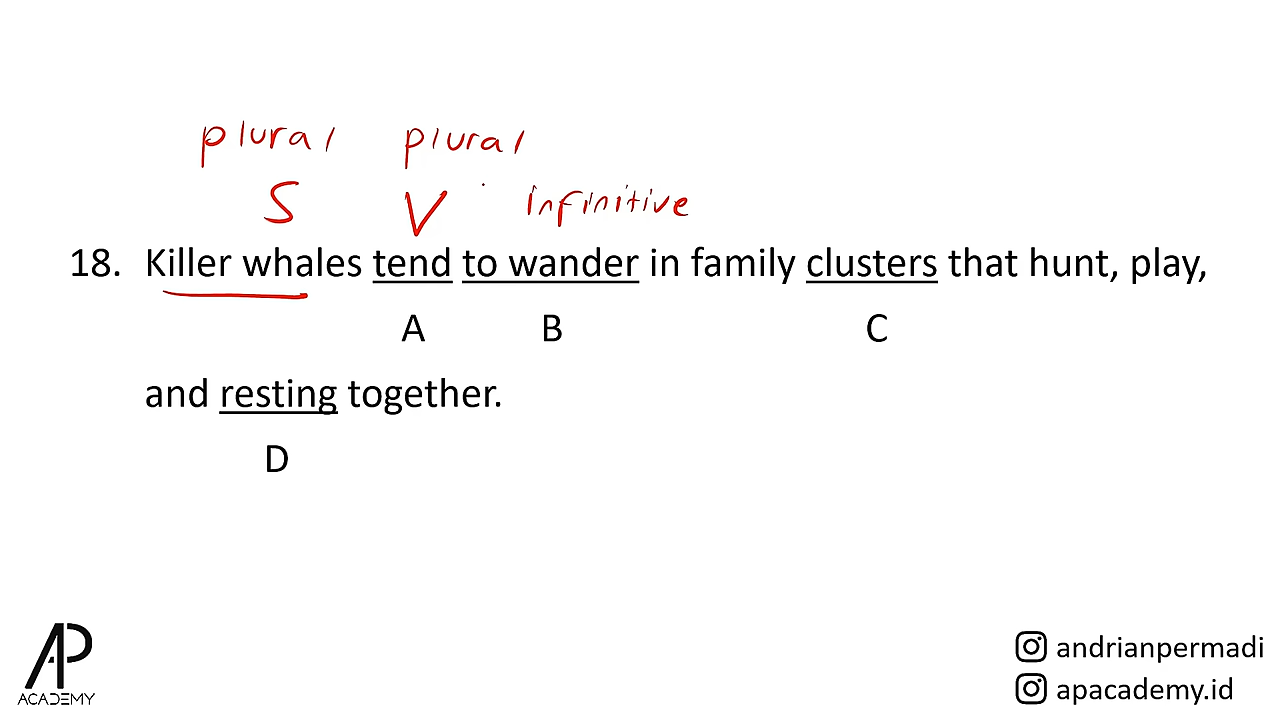 plural plural
S V infinitive
18. Killer whales tend to wander in family clusters that hunt, play,
A B C
and resting together.
D
AP
ACADEMY
andrianpermadi
apacademy.id